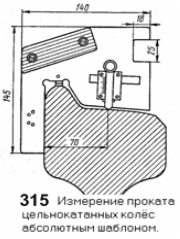 140
18
25
145
70
315 Измерение проката
цельнокатанных колёс
абсолютным шаблоном.